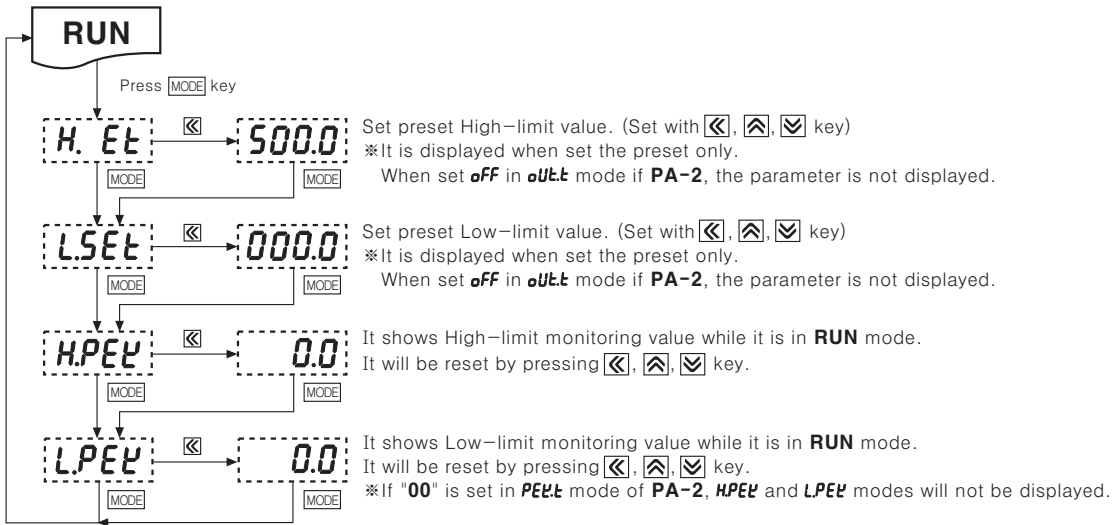 RUN
Press MODE key
H. Et 500.0 Set preset High-limit value. (Set with «, ︽, ︾ key)
※It is displayed when set the preset only.
MODE MODE When set oFF in oUt.t mode if PA-2, the parameter is not displayed.
L.SEt 000.0 Set preset Low-limit value. (Set with «, ︽, ︾ key)
※It is displayed when set the preset only.
MODE MODE When set oFF in oUt.t mode if PA-2, the parameter is not displayed.
H.PEK 0.0 It shows High-limit monitoring value while it is in RUN mode.
It will be reset by pressing «, ︽, ︾ key.
MODE MODE
L.PEK 0.0 It shows Low-limit monitoring value while it is in RUN mode.
It will be reset by pressing «, ︽, ︾ key.
MODE MODE ※If "00" is set in PEK.t mode of PA-2, H.PEK and L.PEK modes will not be displayed.